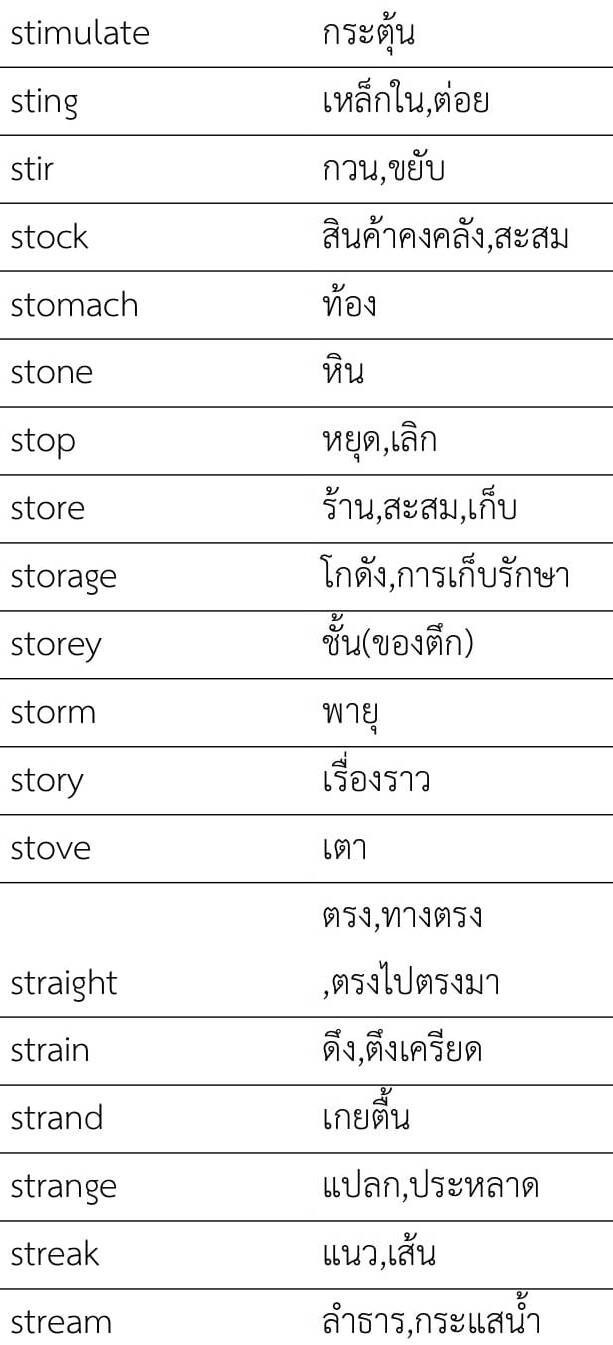 stimulate กระตุ้น
sting เหล็กใน,ต่อย
stir กวน,ขยับ
stock สินค้าคงคลัง,สะสม
stomach ท้อง
stone หิน
stop หยุด,เลิก
store ร้าน,สะสม,เก็บ
storage โกดัง,การเก็บรักษา
storey ชั้น(ของตึก)
storm พายุ
story เรื่องราว
stove เตา
ตรง,ทางตรง
straight ,ตรงไปตรงมา
strain ดึง,ตึงเครียด
strand เกยตื้น
strange แปลก,ประหลาด
streak แนว,เส้น
stream ลำธาร,กระแสน้ำ